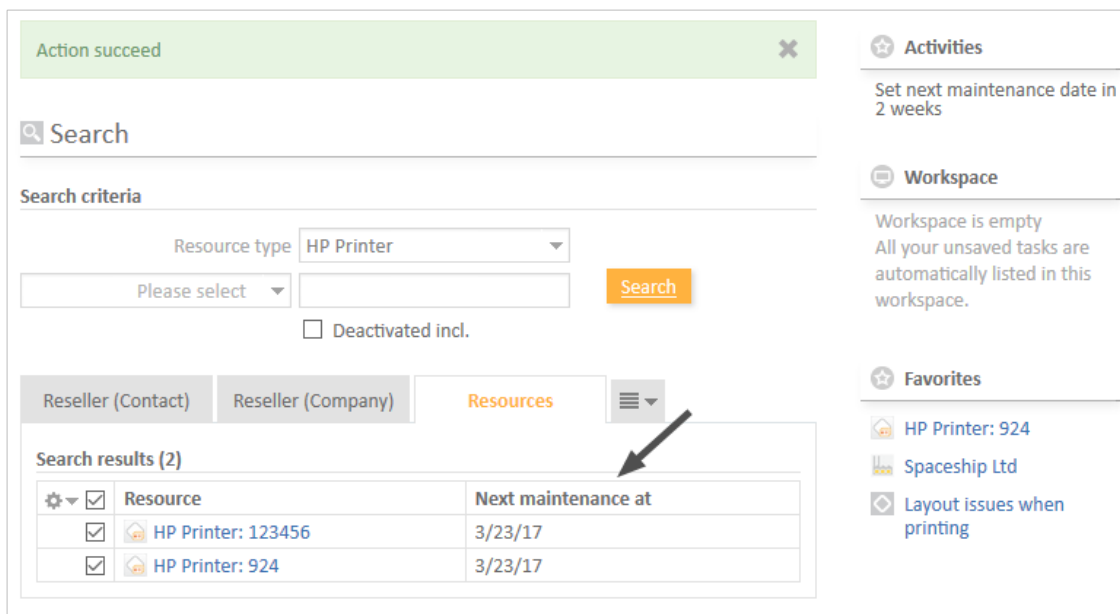 Action succeed
Search
Search criteria
Resource type HP Printer
Please select
Search
Deactivated incl.
Reseller (Contact) Reseller (Company) Resources
Search results (2)
Resource Next maintenance at
HP Printer: 123456 3/23/17
HP Printer: 924 3/23/17
Activities
Set next maintenance date in
2 weeks
Workspace
Workspace is empty
All your unsaved tasks are
automatically listed in this
workspace.
Favorites
HP Printer: 924
Spaceship Ltd
Layout issues when
printing